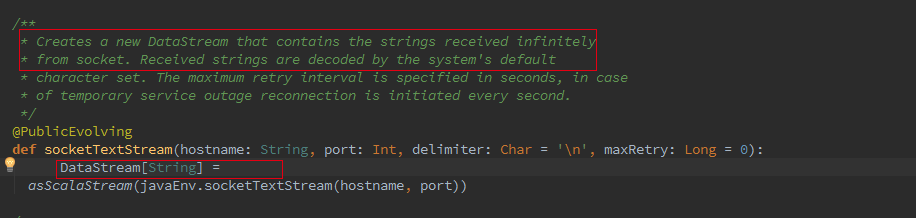 /**
* Creates a new DataStream that contains the strings received infinitely
* from socket. Received strings are decoded by the system's default
* character set. The maximum retry interval is specified in seconds, in case
* of temporary service outage reconnection is initiated every second.
*/
@PublicEvolving
def socketTextStream(hostname: String, port: Int, delimiter: Char = '\n', maxRetry: Long = 0):
DataStream[String] =
asScalaStream(javaEnv.socketTextStream(hostname, port))